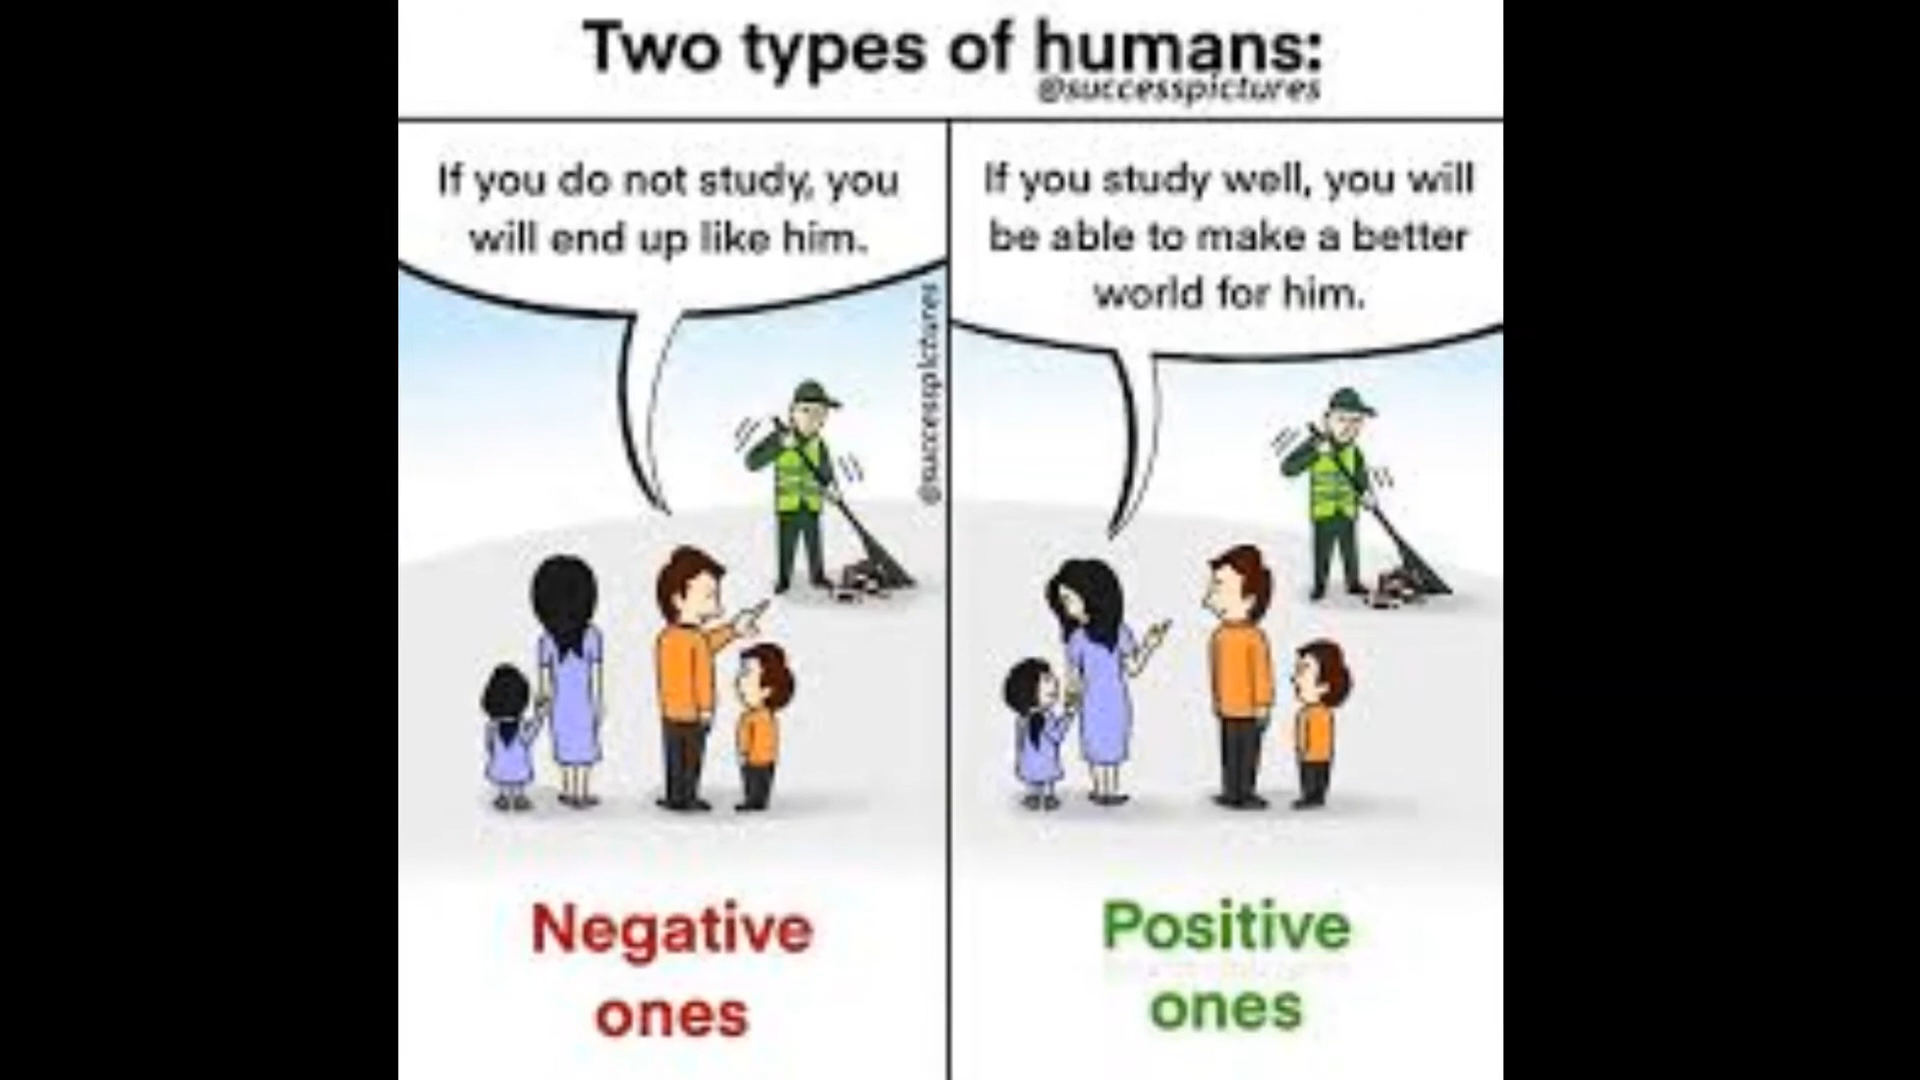 Two types of humans:
@successpictures
If you do not study, you
will end up like him.
@successpictures
If you study well, you will
be able to make a better
world for him.
Negative
ones
Positive
ones